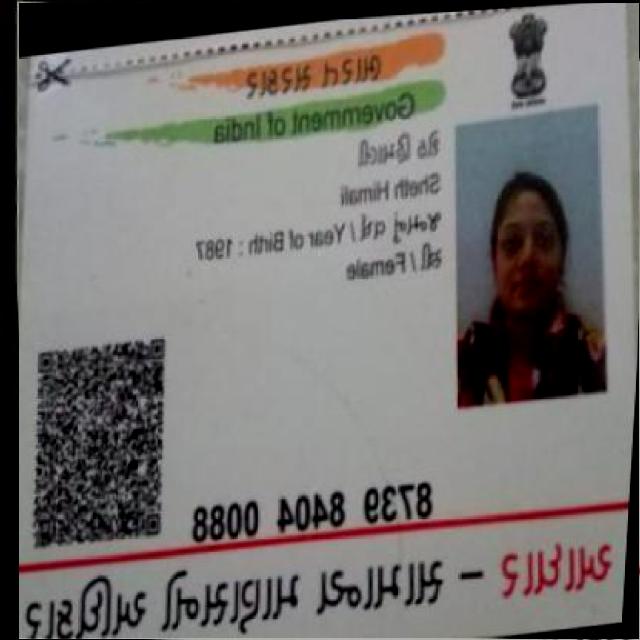 ભારત સરકાર
Government of India
શેઠ હિમાલી
Sheth Himali
જન્મનું વર્ષ / Year of Birth : 1987
સ્ત્રી / Female
8739 8404 0088
આધાર – સામાન્ય માણસનો અધિકાર